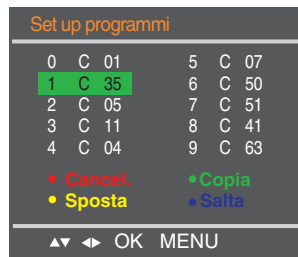 Set up programmi
0 C 01 5 C 07
1 C 35 6 C 50
2 C 05 7 C 51
3 C 11 8 C 41
4 C 04 9 C 63
• Cancel. • Copia
• Sposta • Salta
▲▼ ◄► OK MENU